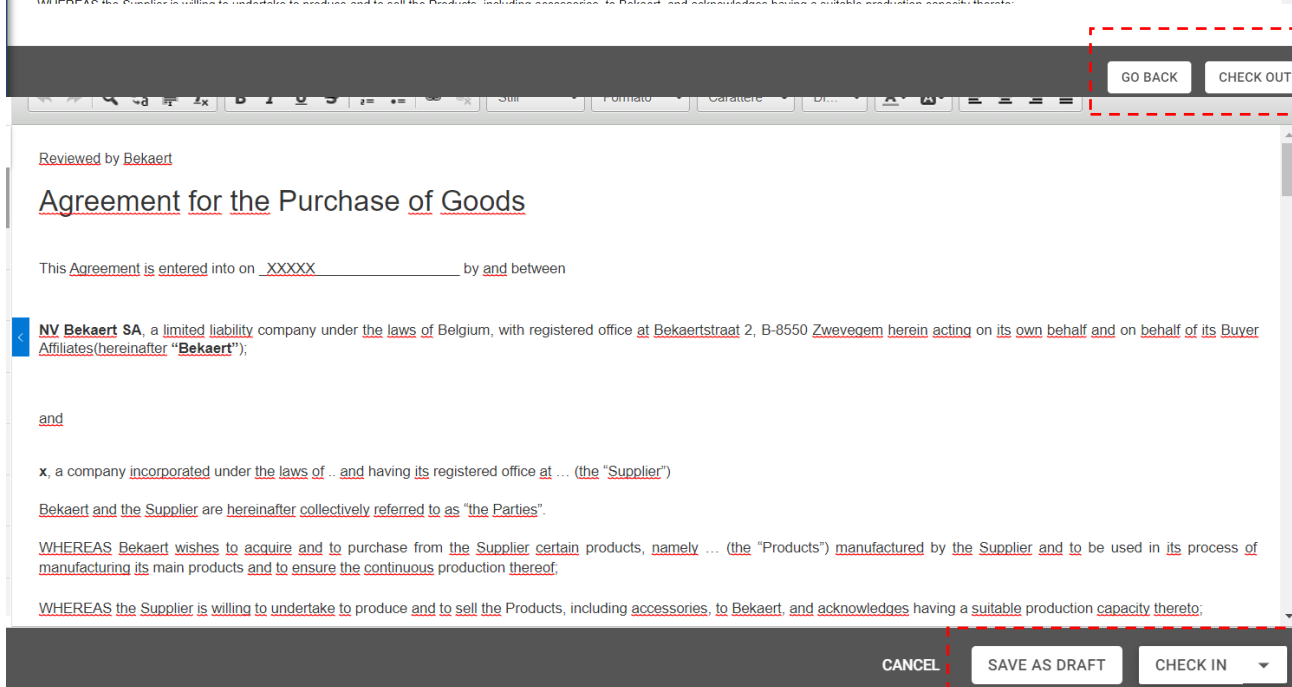 WHEREAS the Supplier is willing to undertake to produce and to sell the Products, including accessories, to Bekaert, and acknowledges having a suitable production capacity thereto;
GO BACK CHECK OUT
Stili Formato Carattere Di...
Reviewed by Bekaert
Agreement for the Purchase of Goods
This Agreement is entered into on _XXXXX___________________ by and between
NV Bekaert SA, a limited liability company under the laws of Belgium, with registered office at Bekaertstraat 2, B-8550 Zwevegem herein acting on its own behalf and on behalf of its Buyer
Affiliates(hereinafter “Bekaert”);
and
x, a company incorporated under the laws of .. and having its registered office at … (the “Supplier”)
Bekaert and the Supplier are hereinafter collectively referred to as “the Parties”.
WHEREAS Bekaert wishes to acquire and to purchase from the Supplier certain products, namely … (the “Products”) manufactured by the Supplier and to be used in its process of
manufacturing its main products and to ensure the continuous production thereof;
WHEREAS the Supplier is willing to undertake to produce and to sell the Products, including accessories, to Bekaert, and acknowledges having a suitable production capacity thereto;
CANCEL SAVE AS DRAFT CHECK IN